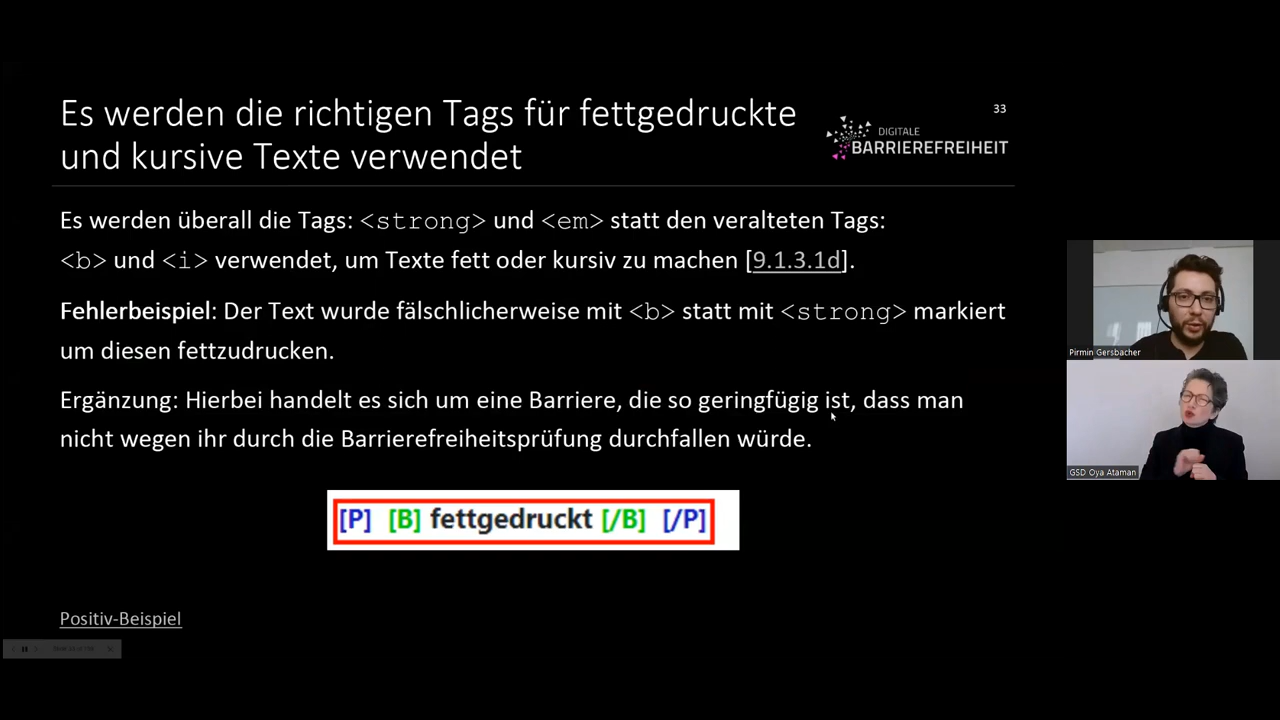 Es werden die richtigen Tags für fettgedruckte
und kursive Texte verwendet
33
DIGITALE
BARRIEREFREIHEIT
Es werden überall die Tags: <strong> und <em> statt den veralteten Tags:
<b> und <i> verwendet, um Texte fett oder kursiv zu machen [9.1.3.1d].
Fehlerbeispiel: Der Text wurde fälschlicherweise mit <b> statt mit <strong> markiert
um diesen fettzudrucken.
Ergänzung: Hierbei handelt es sich um eine Barriere, die so geringfügig ist, dass man
nicht wegen ihr durch die Barrierefreiheitsprüfung durchfallen würde.
[P] [B] fettgedruckt [/B] [/P]
Positiv-Beispiel
Pirmin Gersbacher
GSD Oya Ataman